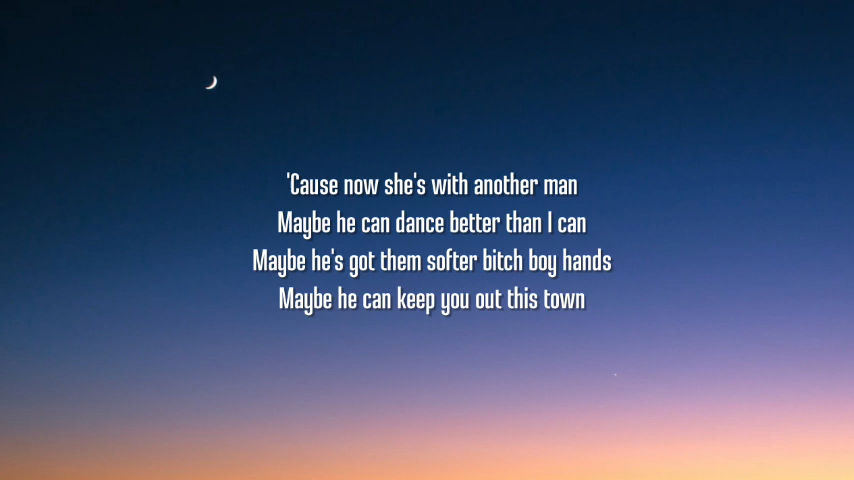 'Cause now she's with another man
Maybe he can dance better than I can
Maybe he's got them softer bitch boy hands
Maybe he can keep you out this town